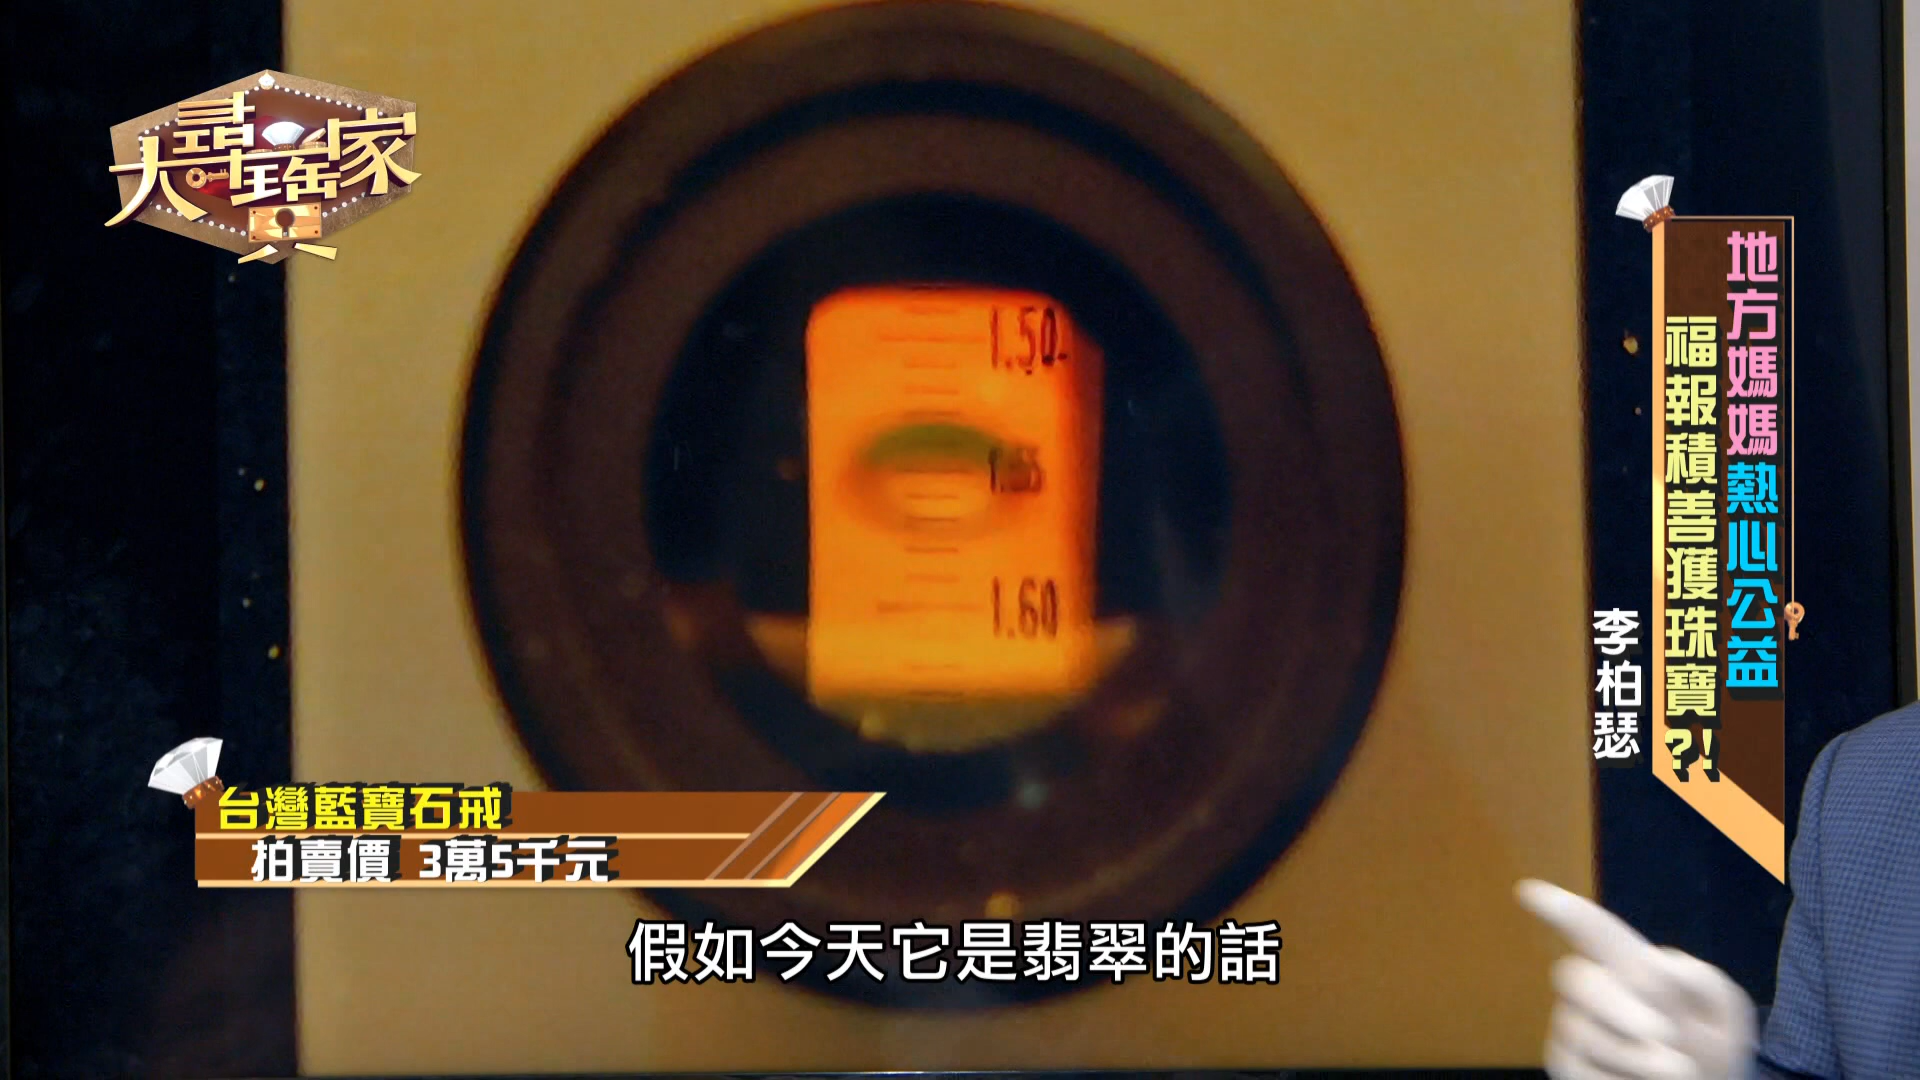 大尋寶家
1.50
1.55
1.60
地方媽媽熱心公益
福報積善獲珠寶?!
李柏瑟
台灣藍寶石戒
拍賣價 3萬5千元
假如今天它是翡翠的話